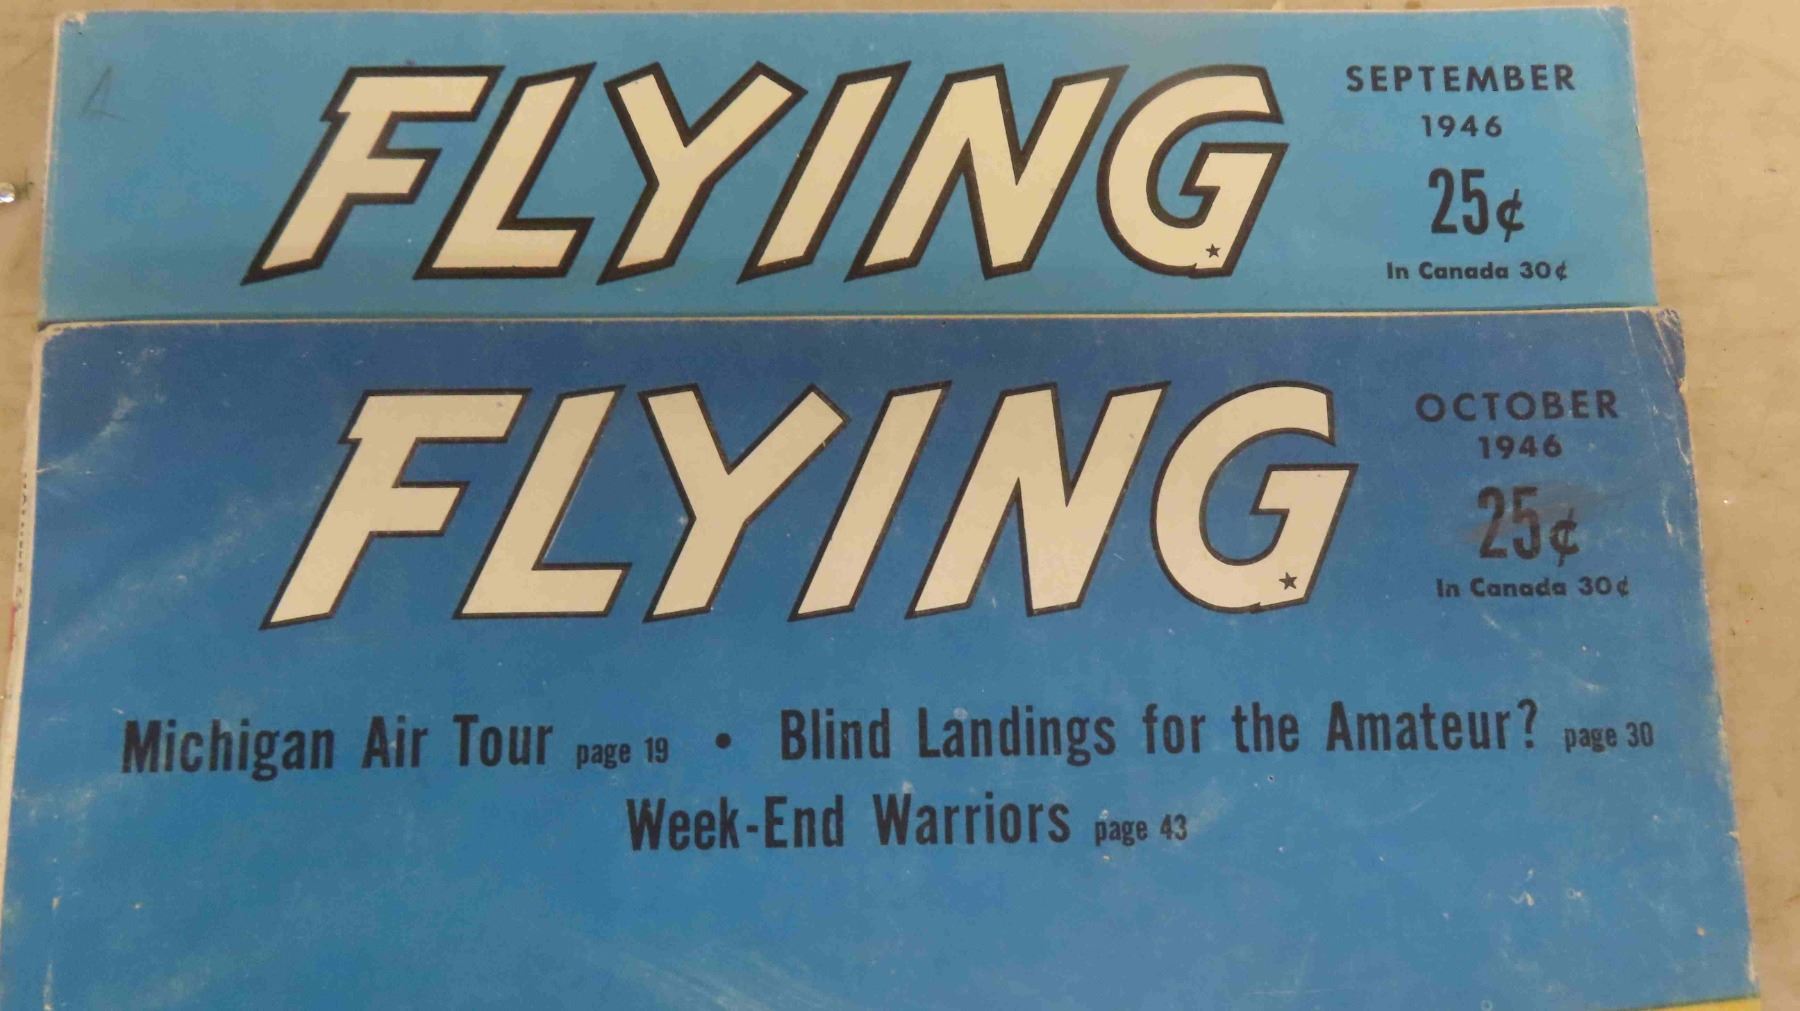 FLYING
SEPTEMBER
1946
25¢
In Canada 30¢
FLYING
OCTOBER
1946
25¢
In Canada 30¢
Michigan Air Tour page 19 • Blind Landings for the Amateur? page 30
Week-End Warriors page 43